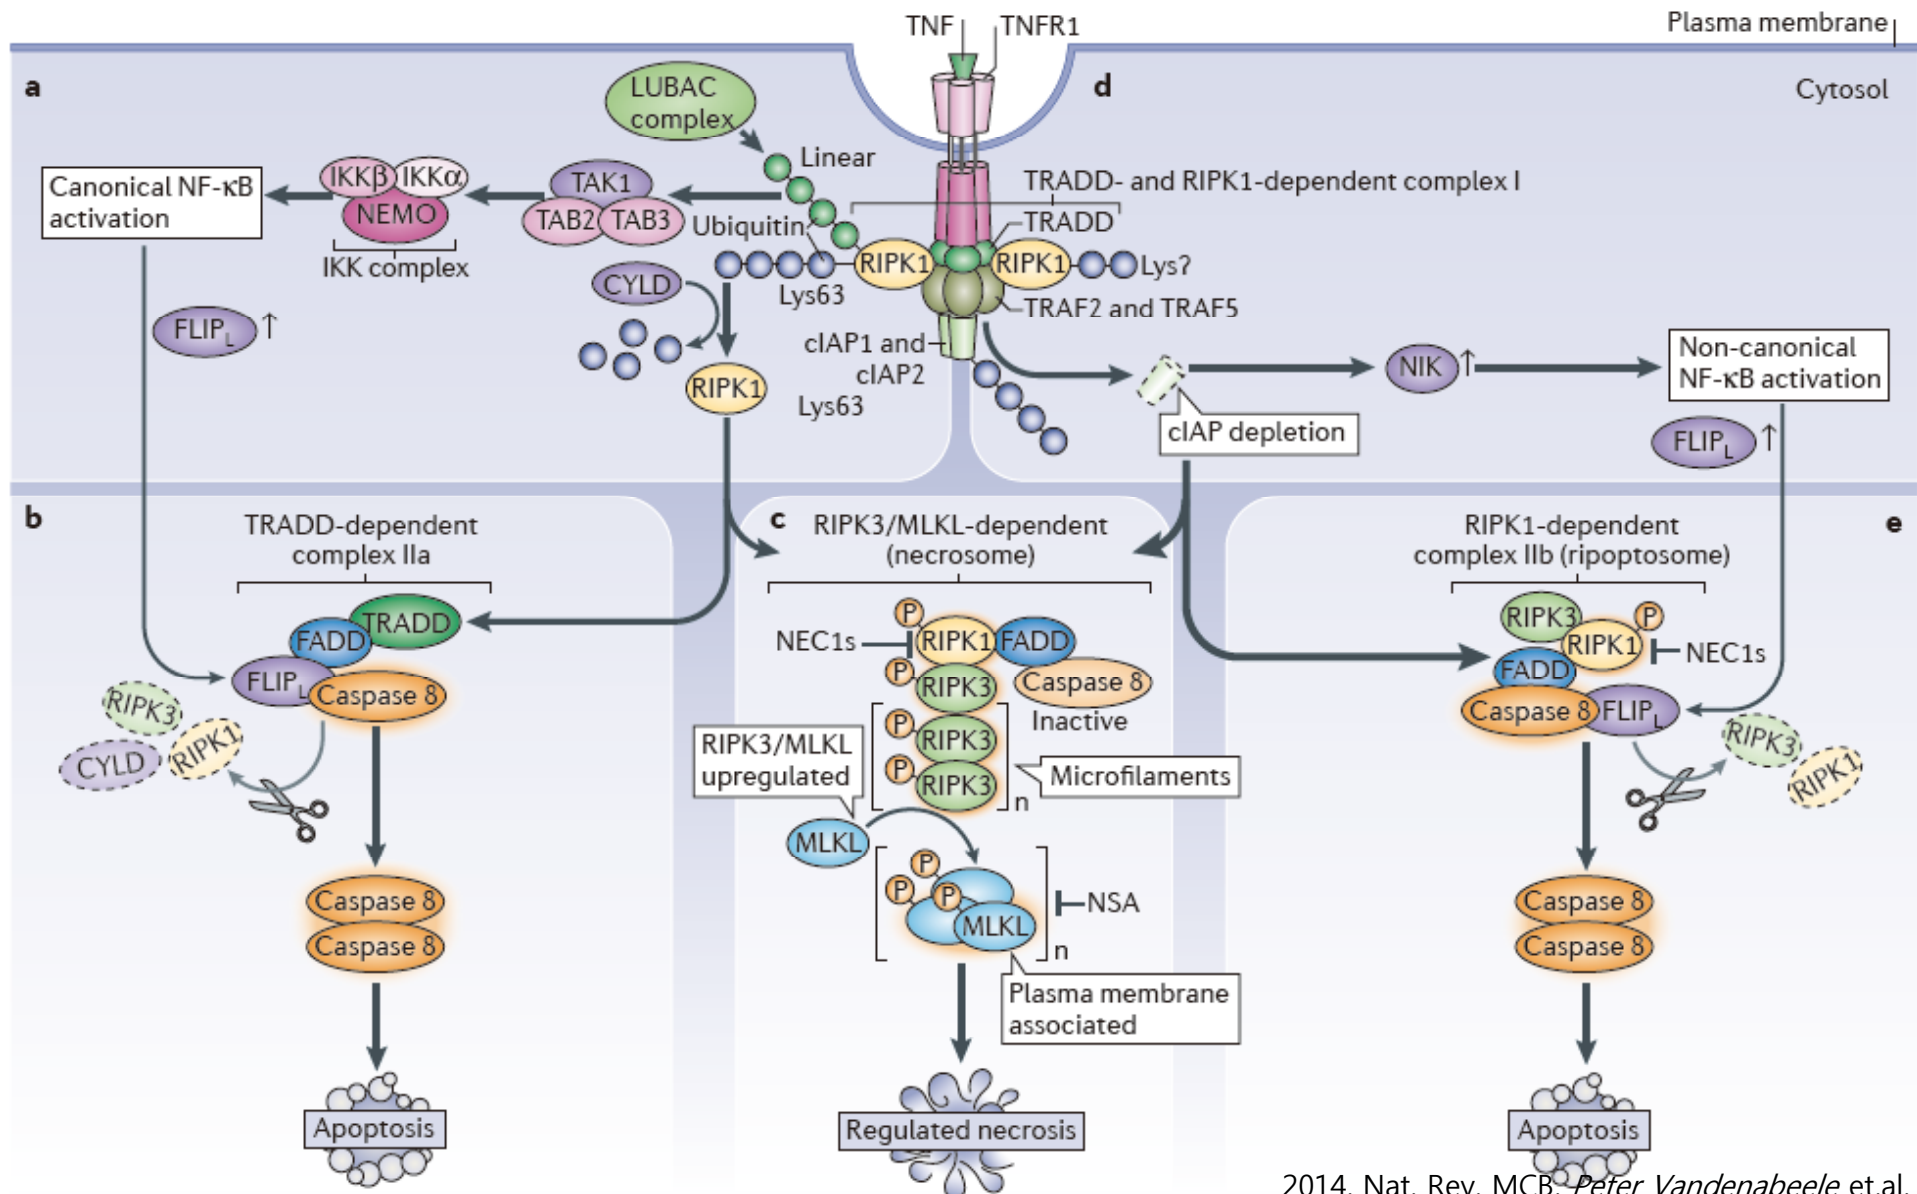 TNF
TNFR1
Plasma membrane
a
LUBAC
complex
d
Cytosol
Linear
Canonical NF-κB
activation
IKKβ
IKKα
NEMO
IKK complex
TAK1
TAB2
TAB3
Ubiquitin
TRADD- and RIPK1-dependent complex I
TRADD
RIPK1
RIPK1
Lys?
Lys63
CYLD
TRAF2 and TRAF5
FLIPL ↑
cIAP1 and
cIAP2
RIPK1
Lys63
cIAP depletion
NIK ↑
Non-canonical
NF-κB activation
FLIPL ↑
b
TRADD-dependent
complex IIa
TRADD
FADD
FLIPL
Caspase 8
RIPK3
RIPK1
CYLD
Caspase 8
Caspase 8
Apoptosis
c
RIPK3/MLKL-dependent
(necrosome)
P
NEC1s
RIPK1
FADD
P
RIPK3
Caspase 8
Inactive
P
RIPK3
P
RIPK3
n
Microfilaments
RIPK3/MLKL
upregulated
MLKL
P
P
P
MLKL
n
NSA
Plasma membrane
associated
Regulated necrosis
e
RIPK1-dependent
complex IIb (ripoptosome)
RIPK3
P
RIPK1
NEC1s
FADD
Caspase 8
FLIPL
RIPK3
RIPK1
Caspase 8
Caspase 8
Apoptosis
2014. Nat. Rev. MCB. Peter Vandenabeele et.al.